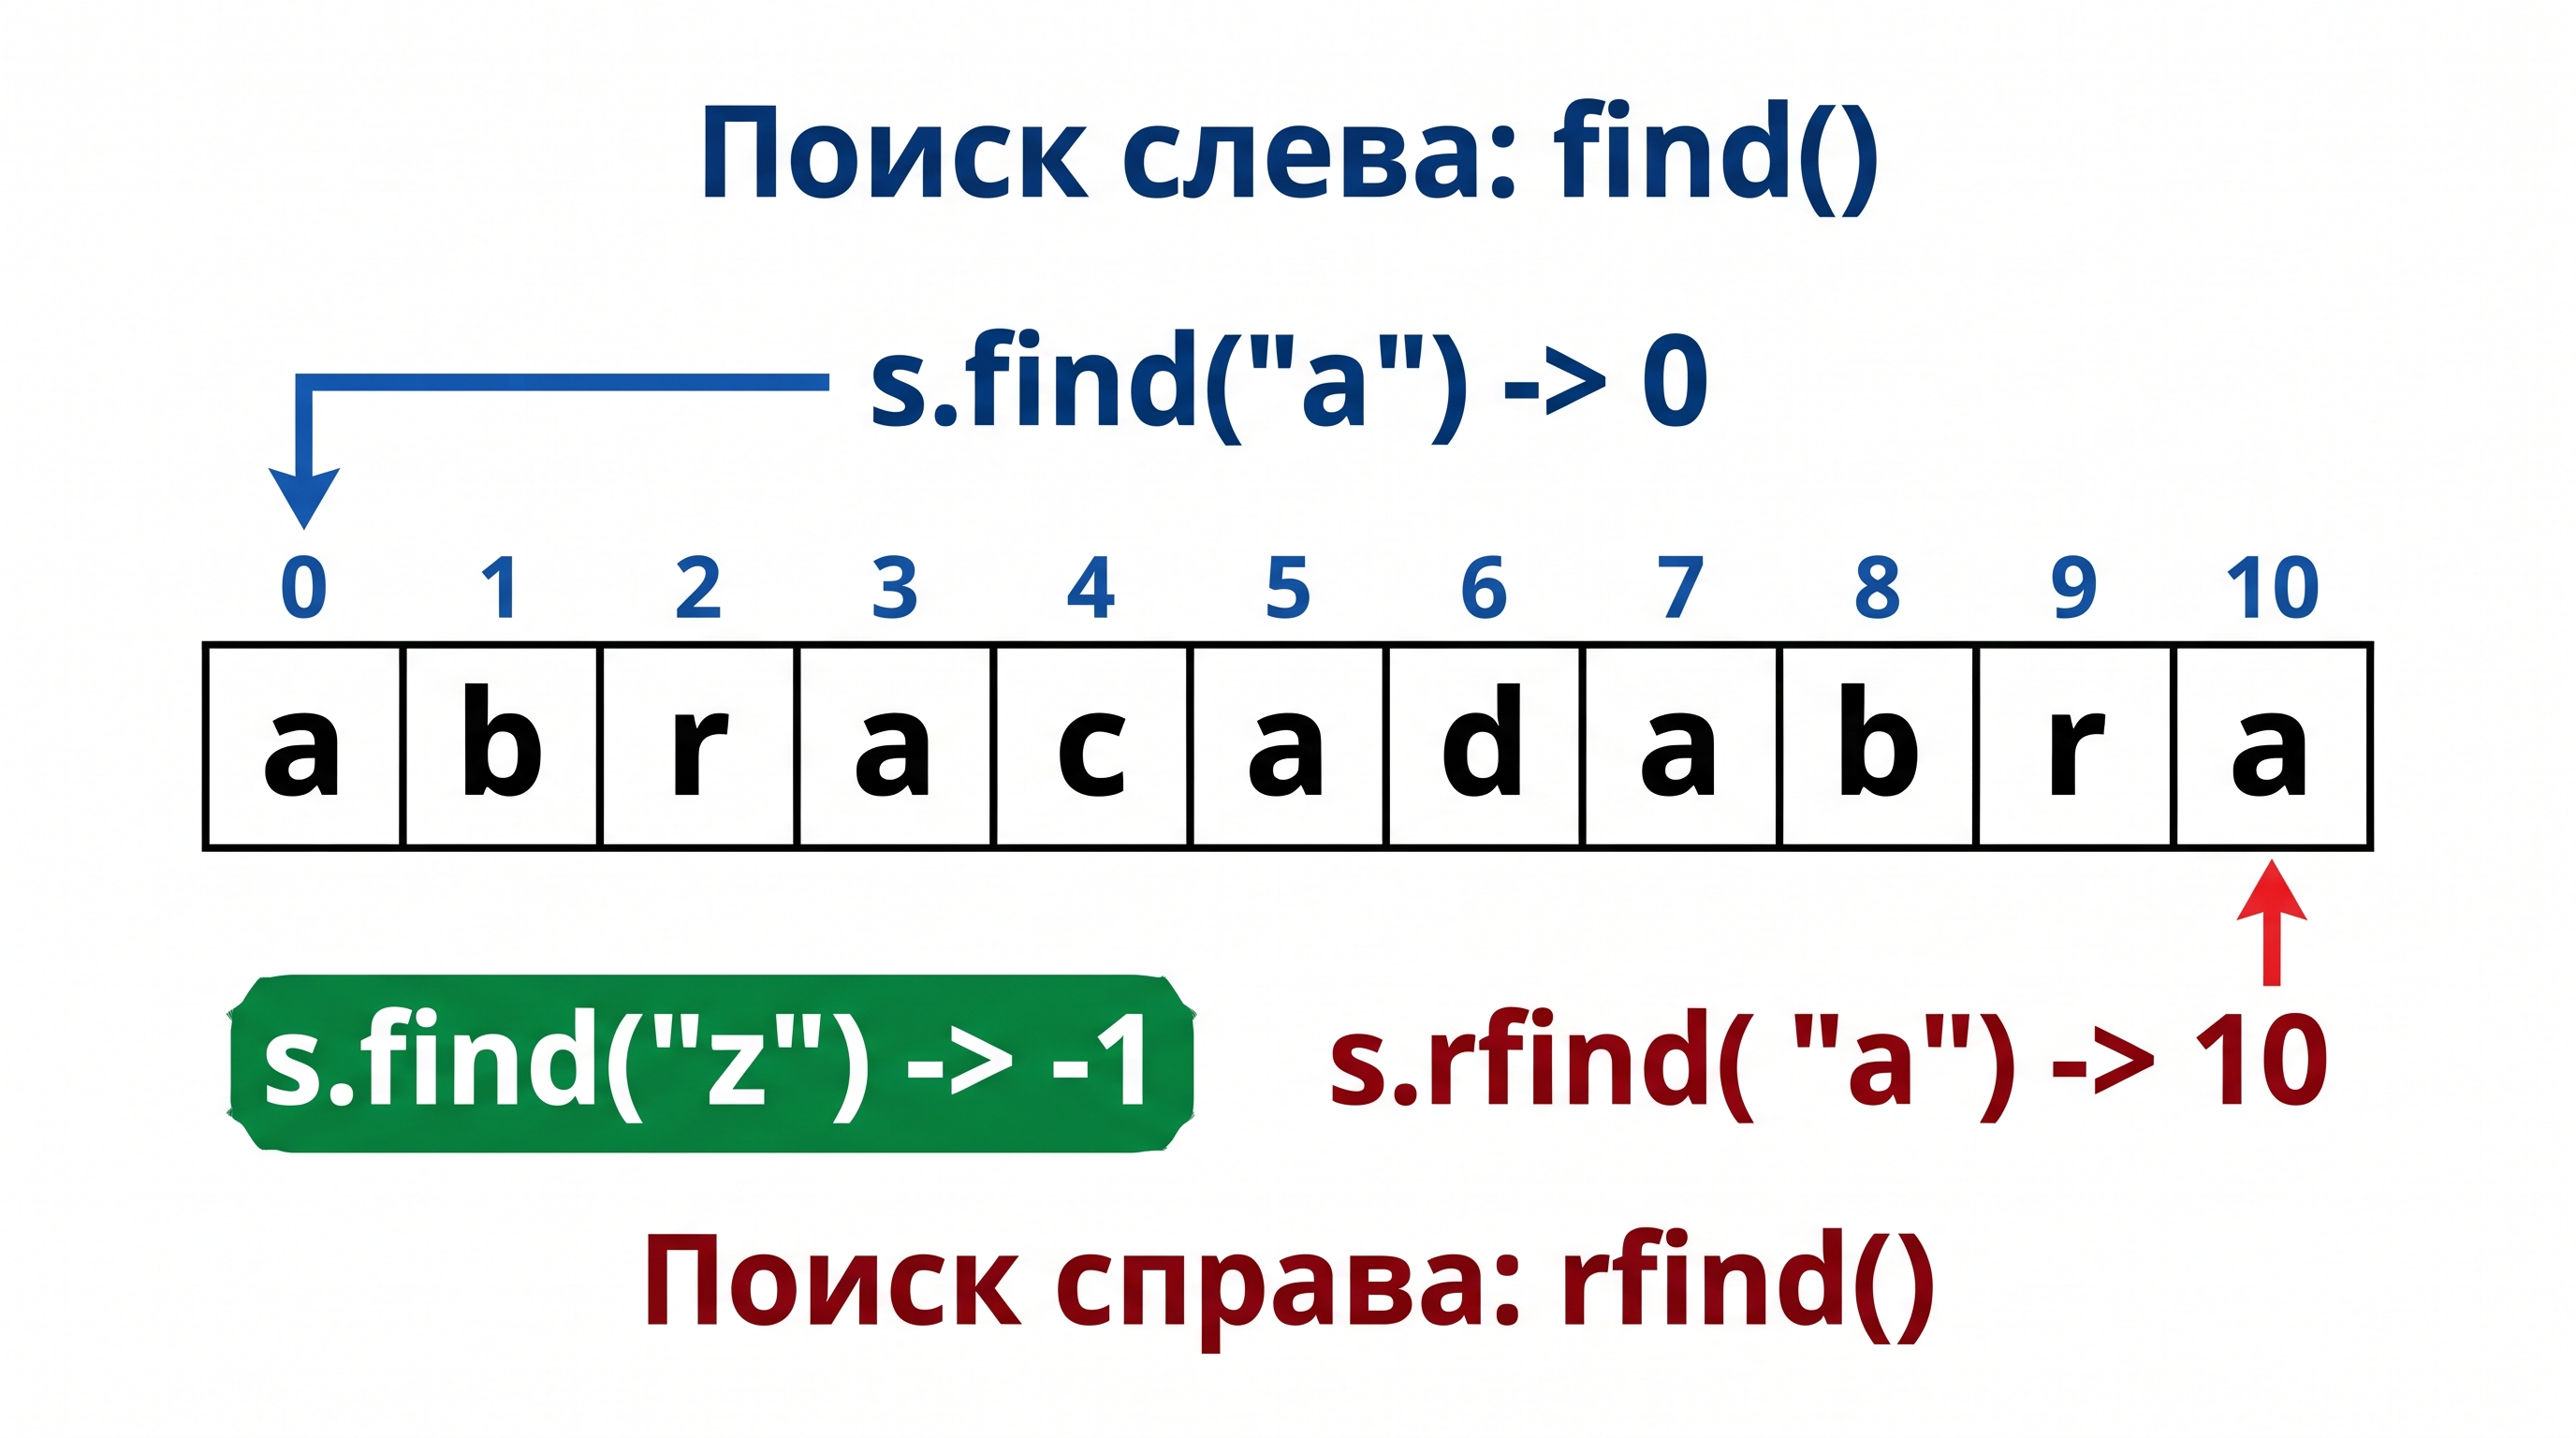 Поиск слева: find()
s.find("a") -> 0
0 1 2 3 4 5 6 7 8 9 10
a b r a c a d a b r a
s.find("z") -> -1
s.rfind( "a") -> 10
Поиск справа: rfind()